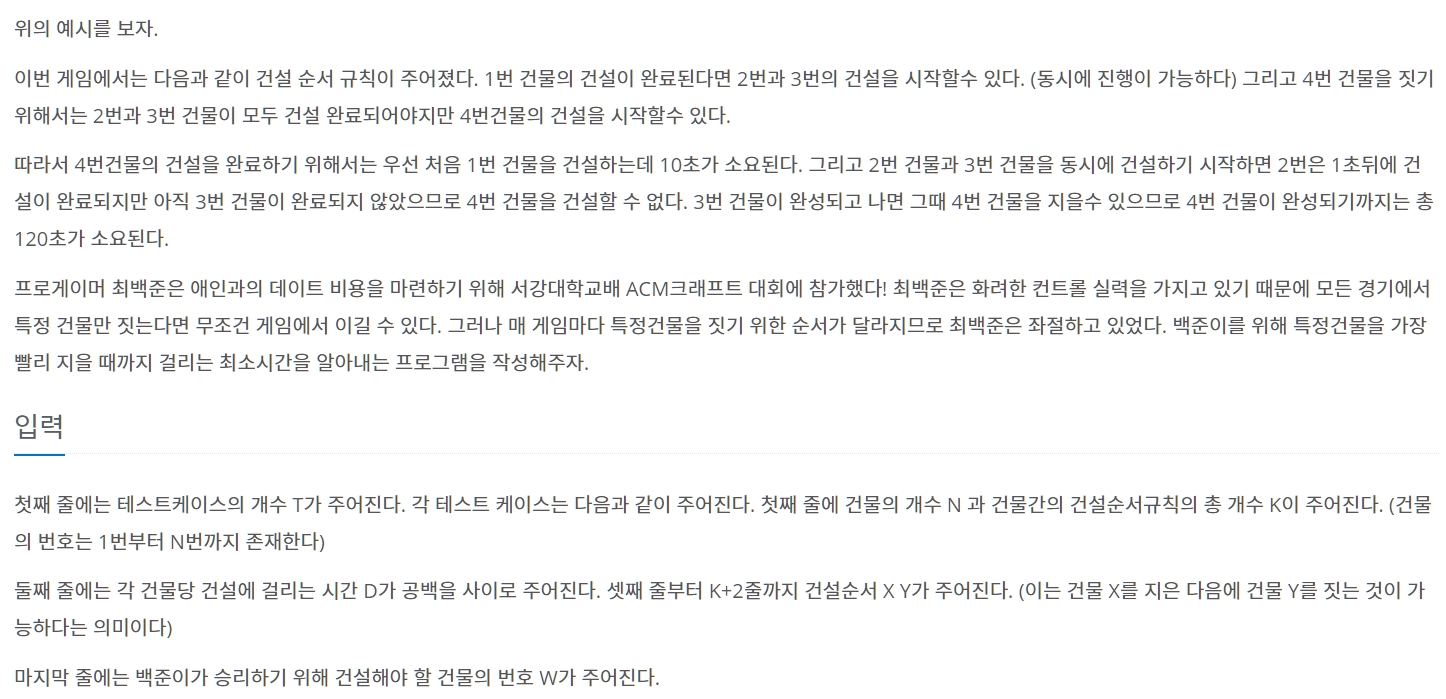 위의 예시를 보자.
이번 게임에서는 다음과 같이 건설 순서 규칙이 주어졌다. 1번 건물의 건설이 완료된다면 2번과 3번의 건설을 시작할수 있다. (동시에 진행이 가능하다) 그리고 4번 건물을 짓기
위해서는 2번과 3번 건물이 모두 건설 완료되어야지만 4번건물의 건설을 시작할수 있다.
따라서 4번건물의 건설을 완료하기 위해서는 우선 처음 1번 건물을 건설하는데 10초가 소요된다. 그리고 2번 건물과 3번 건물을 동시에 건설하기 시작하면 2번은 1초뒤에 건
설이 완료되지만 아직 3번 건물이 완료되지 않았으므로 4번 건물을 건설할 수 없다. 3번 건물이 완성되고 나면 그때 4번 건물을 지을수 있으므로 4번 건물이 완성되기까지는 총
120초가 소요된다.
프로게이머 최백준은 애인과의 데이트 비용을 마련하기 위해 서강대학교배 ACM크래프트 대회에 참가했다! 최백준은 화려한 컨트롤 실력을 가지고 있기 때문에 모든 경기에서
특정 건물만 짓는다면 무조건 게임에서 이길 수 있다. 그러나 매 게임마다 특정건물을 짓기 위한 순서가 달라지므로 최백준은 좌절하고 있었다. 백준이를 위해 특정건물을 가장
빨리 지을 때까지 걸리는 최소시간을 알아내는 프로그램을 작성해주자.
입력
첫째 줄에는 테스트케이스의 개수 T가 주어진다. 각 테스트 케이스는 다음과 같이 주어진다. 첫째 줄에 건물의 개수 N 과 건물간의 건설순서규칙의 총 개수 K이 주어진다. (건물
의 번호는 1번부터 N번까지 존재한다)
둘째 줄에는 각 건물당 건설에 걸리는 시간 D가 공백을 사이로 주어진다. 셋째 줄부터 K+2줄까지 건설순서 X Y가 주어진다. (이는 건물 X를 지은 다음에 건물 Y를 짓는 것이 가
능하다는 의미이다)
마지막 줄에는 백준이가 승리하기 위해 건설해야 할 건물의 번호 W가 주어진다.